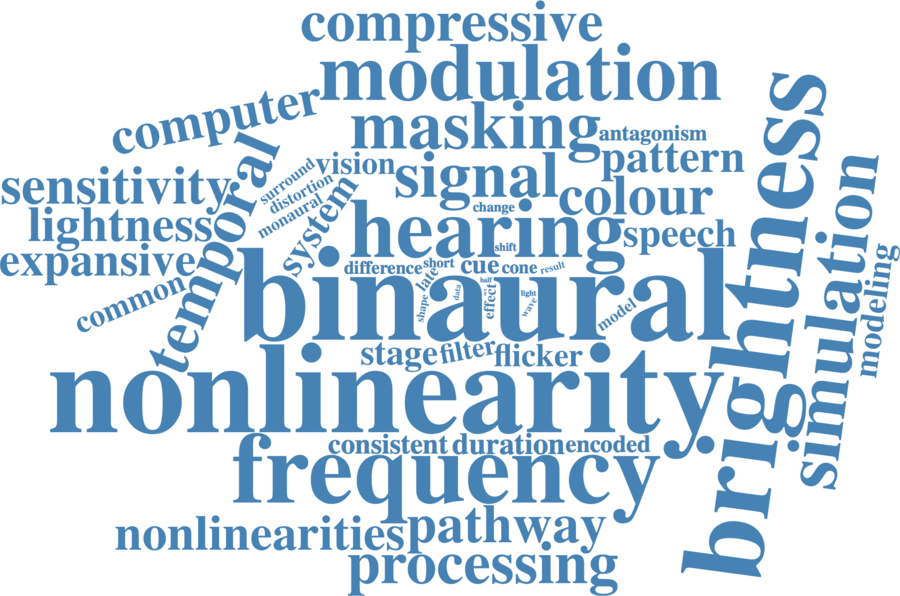 compressive
modulation
computer
masking
antagonism
vision
pattern
surround
distortion
monaural
signal
sensitivity
temporal
system
change
colour
brightness
lightness
hearing
shift
speech
simulation
expansive
difference
short
cue
cone
result
modeling
common
binaural
late
shape
data
half
effect
light
wave
model
stage
filter
flicker
nonlinearity
consistent
duration
encoded
frequency
nonlinearities
pathway
processing